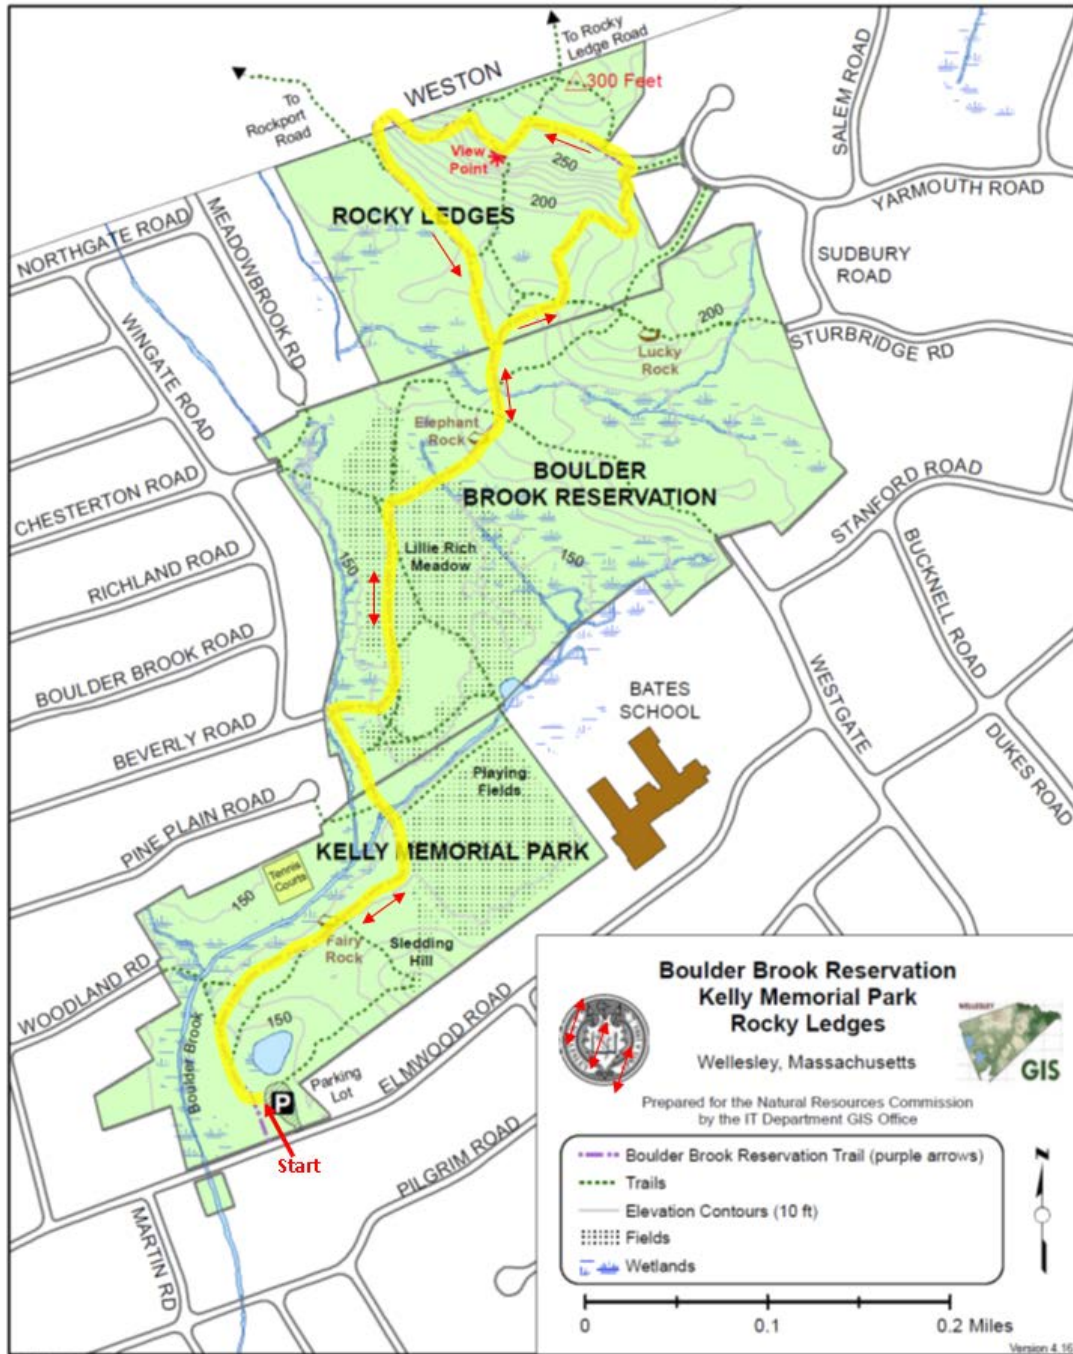 To Rocky
Ledge Road
WESTON
300 Feet
To
Rockport
Road
View
Point
250
200
ROCKY LEDGES
SALEM ROAD
YARMOUTH ROAD
SUDBURY
ROAD
NORTHGATE ROAD
MEADOWBROOK RD
WINGATE ROAD
200
STURBRIDGE RD
Lucky
Rock
Elephant
Rock
BOULDER
BROOK RESERVATION
CHESTERTON ROAD
STANFORD ROAD
RICHLAND ROAD
150
Lillie Rich
Meadow
150
BUCKNELL ROAD
BOULDER BROOK ROAD
BEVERLY ROAD
BATES
SCHOOL
WESTGATE
DUKES ROAD
PINE PLAIN ROAD
Playing
Fields
KELLY MEMORIAL PARK
Tennis
Courts
150
Fairy
Rock
Sledding
Hill
WOODLAND RD
Boulder Brook
150
Parking
Lot
P
ELMWOOD ROAD
Start
PILGRIM ROAD
MARTIN RD
Boulder Brook Reservation
Kelly Memorial Park
Rocky Ledges
Wellesley, Massachusetts
WELLESLEY
GIS
Prepared for the Natural Resources Commission
by the IT Department GIS Office
Boulder Brook Reservation Trail (purple arrows)
Trails
Elevation Contours (10 ft)
Fields
Wetlands
N
0 0.1 0.2 Miles
Version 4.16